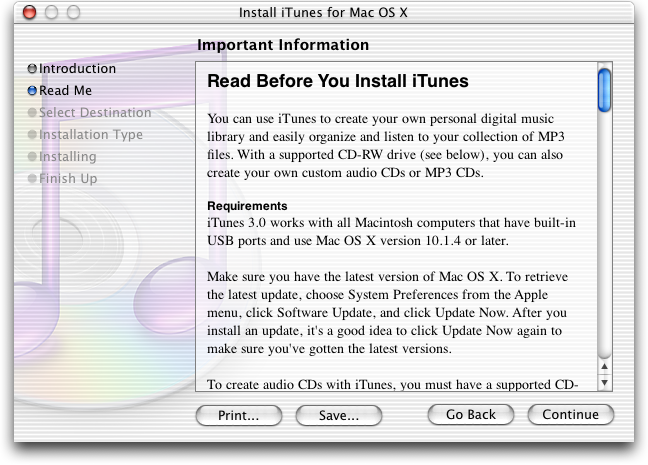 Install iTunes for Mac OS X
Important Information
Introduction
Read Me
Select Destination
Installation Type
Installing
Finish Up
Read Before You Install iTunes
You can use iTunes to create your own personal digital music
library and easily organize and listen to your collection of MP3
files. With a supported CD-RW drive (see below), you can also
create your own custom audio CDs or MP3 CDs.
Requirements
iTunes 3.0 works with all Macintosh computers that have built-in
USB ports and use Mac OS X version 10.1.4 or later.
Make sure you have the latest version of Mac OS X. To retrieve
the latest update, choose System Preferences from the Apple
menu, click Software Update, and click Update Now. After you
install an update, it's a good idea to click Update Now again to
make sure you've gotten the latest versions.
To create audio CDs with iTunes, you must have a supported CD-
Print... Save... Go Back Continue